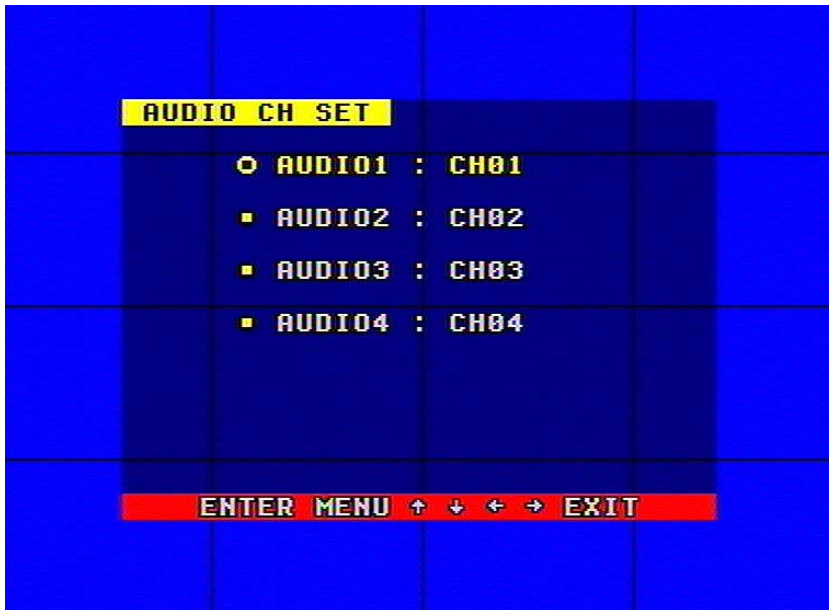 AUDIO CH SET
AUDIO1 : CH01
AUDIO2 : CH02
AUDIO3 : CH03
AUDIO4 : CH04
ENTER MENU ↑ ↓ ← → EXIT